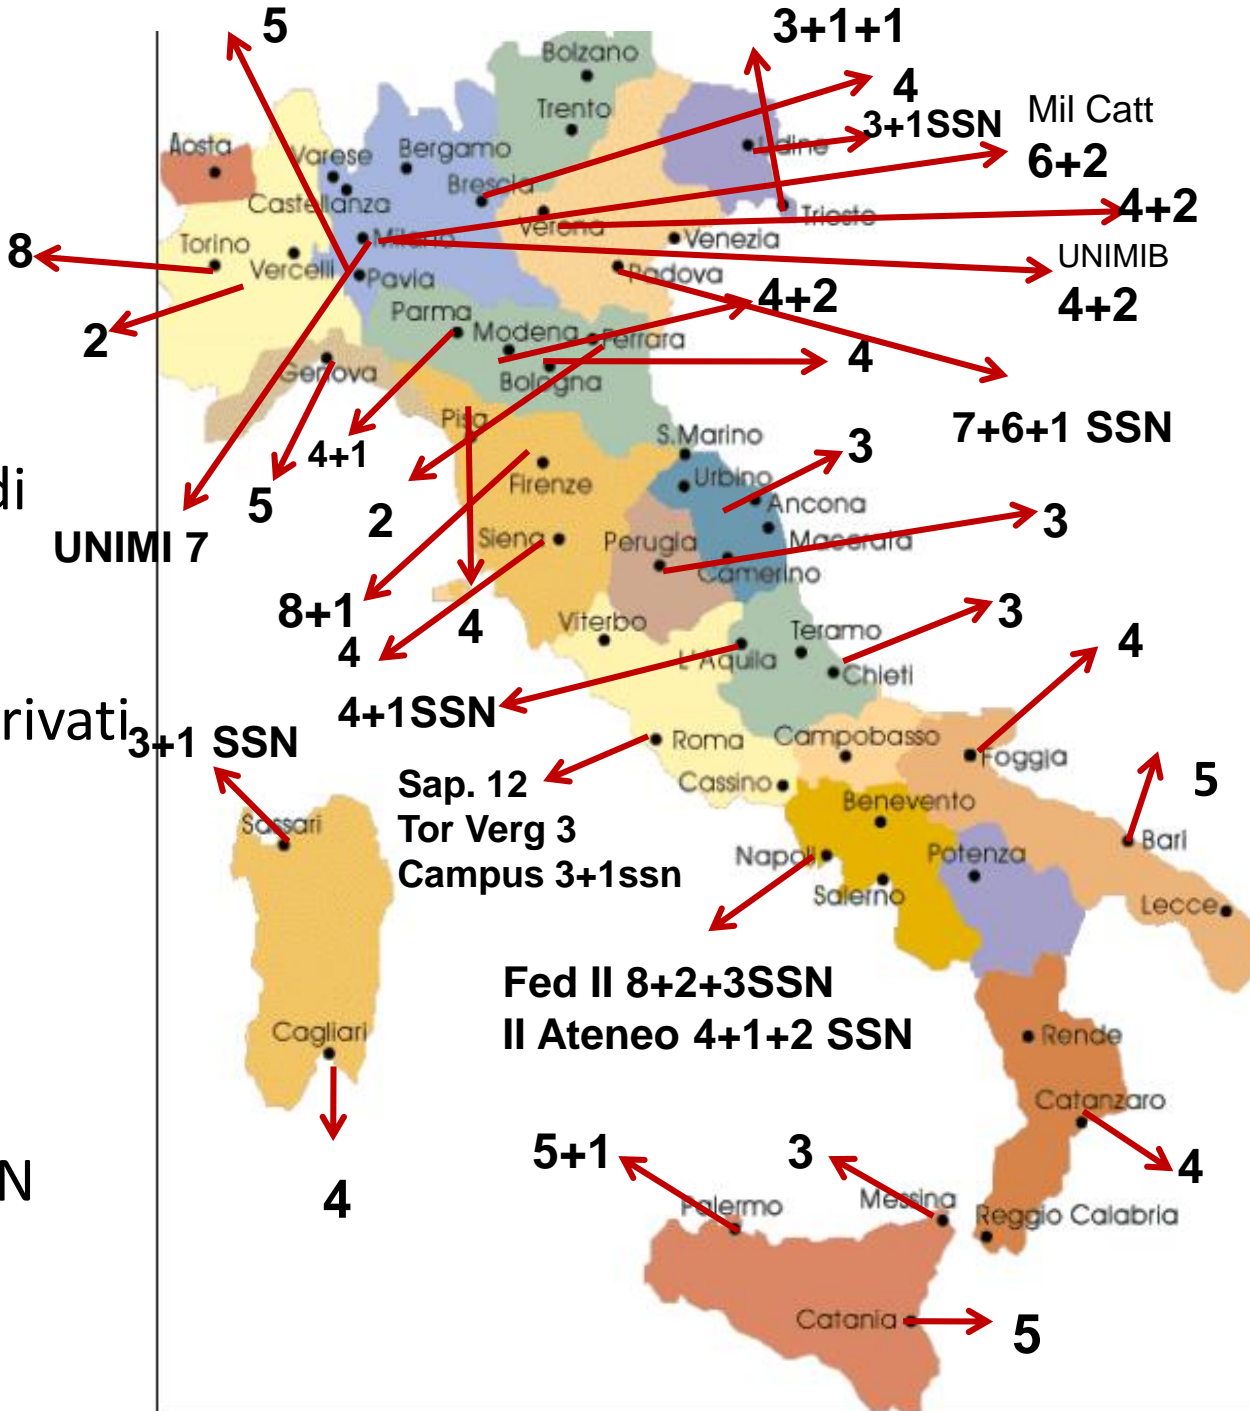 5
3+1+1
Bolzano
4
Trento
3+1SSN
Mil Catt
6+2
Aosta
Varese
Bergamo
Udine
Brescia
Castellanza
4+2
Verona
Trieste
8
Torino
Milano
Venezia
UNIMIB
Vercelli
Pavia
Padova
4+2
4+2
Parma
Modena
Ferrara
2
4
Genova
Bologna
Pisa
7+6+1 SSN
S.Marino
4+1
3
di
Firenze
Urbino
5
2
Ancona
3
UNIMI 7
Siena
Perugia
Macerata
Camerino
8+1
4
3
4
Viterbo
Teramo
4
L'Aquila
Chieti
4+1SSN
rivati
3+1 SSN
Roma
Campobasso
Foggia
Sap. 12
Cassino
5
Tor Verg 3
Benevento
Sassari
Bari
Campus 3+1ssn
Napoli
Potenza
Salerno
Lecce
Fed II 8+2+3SSN
II Ateneo 4+1+2 SSN
Cagliari
Rende
Catanzaro
5+1
3
4
N
4
Palermo
Messina
Reggio Calabria
Catania
5